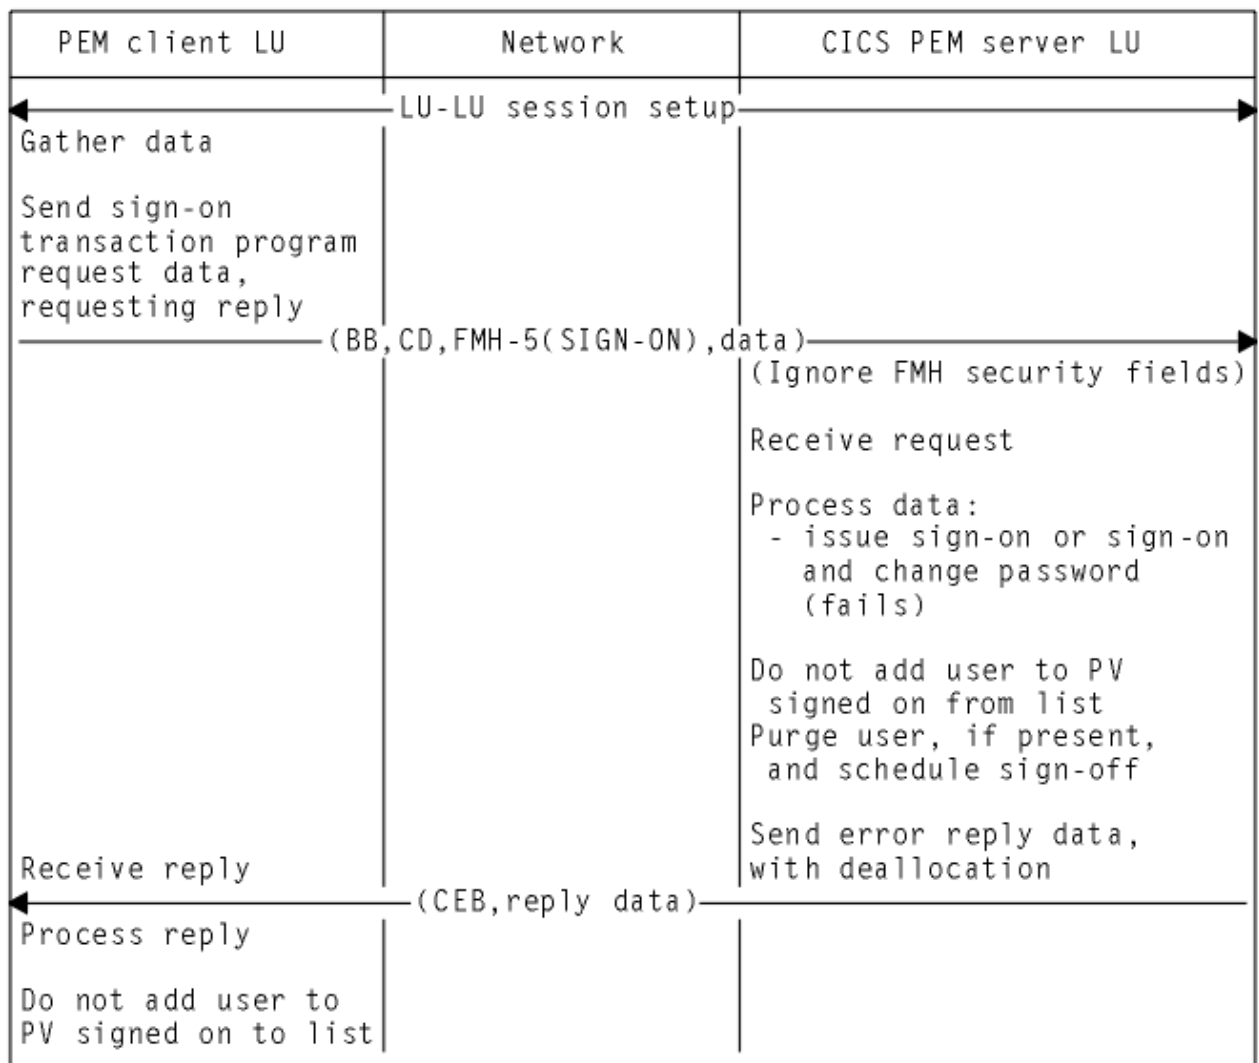 PEM client LU Network CICS PEM server LU
LU-LU session setup
Gather data
Send sign-on
transaction program
request data,
requesting reply
(BB,CD,FMH-5(SIGN-ON),data)
(Ignore FMH security fields)
Receive request
Process data:
- issue sign-on or sign-on
and change password
(fails)
Do not add user to PV
signed on from list
Purge user, if present,
and schedule sign-off
Send error reply data,
with deallocation
Receive reply
(CEB,reply data)
Process reply
Do not add user to
PV signed on to list